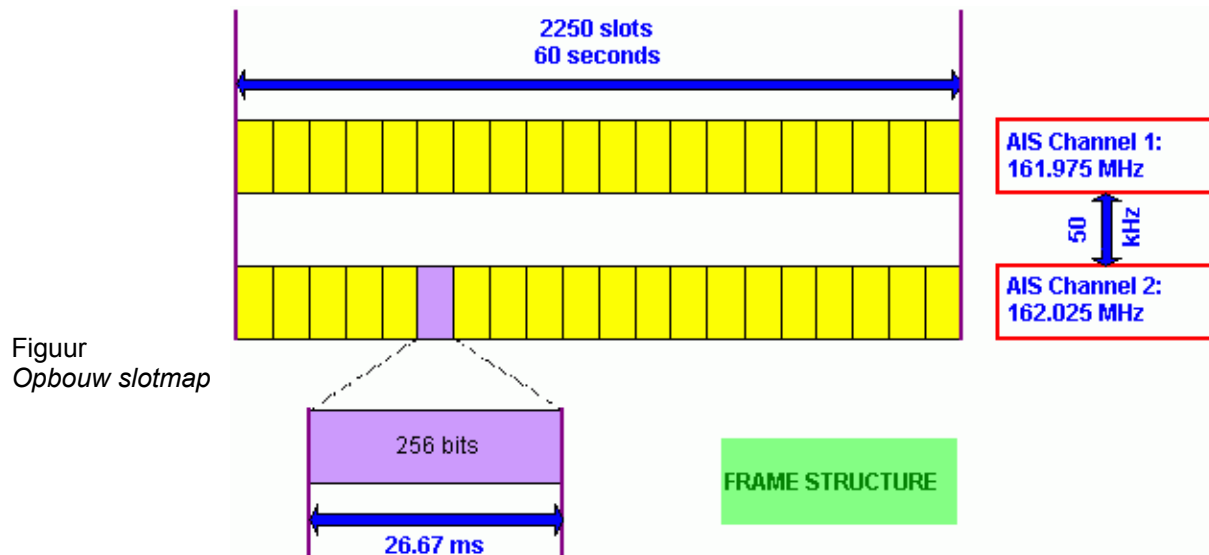 2250 slots
60 seconds
AIS Channel 1:
161.975 MHz
50
kHz
AIS Channel 2:
162.025 MHz
Figuur
Opbouw slotmap
256 bits
FRAME STRUCTURE
26.67 ms